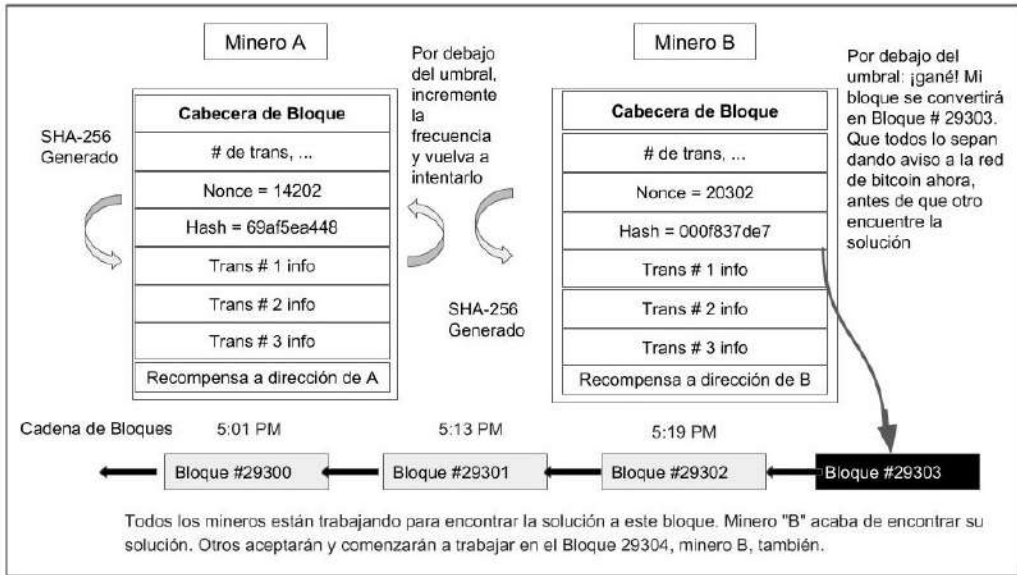 Minero A
Minero B
Por debajo
del umbral,
incremente
la
frecuencia
y vuelva a
intentarlo
Por debajo del
umbral: ¡gané! Mi
bloque se convertirá
en Bloque # 29303.
Que todos lo sepan
dando aviso a la red
de bitcoin ahora,
antes de que otro
encuentre la
solución
SHA-256
Generado
Cabecera de Bloque
# de trans, ...
Nonce = 14202
Hash = 69af5ea448
Trans # 1 info
Trans # 2 info
Trans # 3 info
Recompensa a dirección de A
SHA-256
Generado
Cabecera de Bloque
# de trans, ...
Nonce = 20302
Hash = 000f837de7
Trans # 1 info
Trans # 2 info
Trans # 3 info
Recompensa a dirección de B
Cadena de Bloques
5:01 PM
5:13 PM
5:19 PM
Bloque #29300
Bloque #29301
Bloque #29302
Bloque #29303
Todos los mineros están trabajando para encontrar la solución a este bloque. Minero "B" acaba de encontrar su
solución. Otros aceptarán y comenzarán a trabajar en el Bloque 29304, minero B, también.